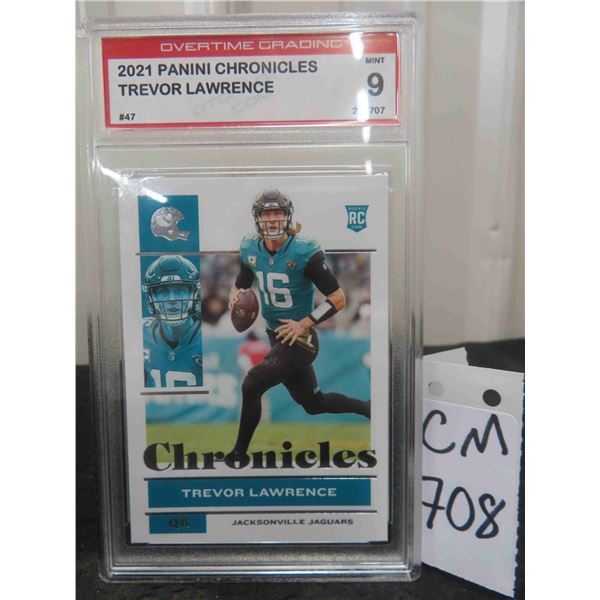 OVERTIME GRADING
2021 PANINI CHRONICLES
MINT
TREVOR LAWRENCE
9
#47
RC
16
Chronicles
TREVOR LAWRENCE
QB
JACKSONVILLE JAGUARS
CM
708